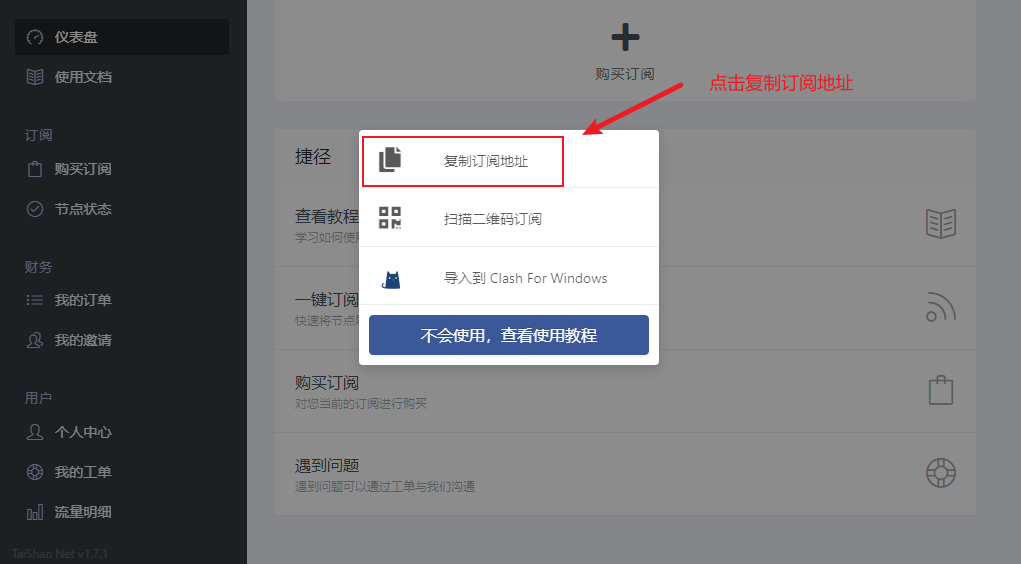 仪表盘
使用文档
订阅
购买订阅
节点状态
财务
我的订单
我的邀请
用户
个人中心
我的工单
流量明细
TaiShan Net v1.7.1
购买订阅
点击复制订阅地址
捷径
查看教程
学习如何使用
一键订阅
快速将节点
购买订阅
对您当前的订阅进行购买
遇到问题
遇到问题可以通过工单与我们沟通
复制订阅地址
扫描二维码订阅
导入到 Clash For Windows
不会使用，查看使用教程